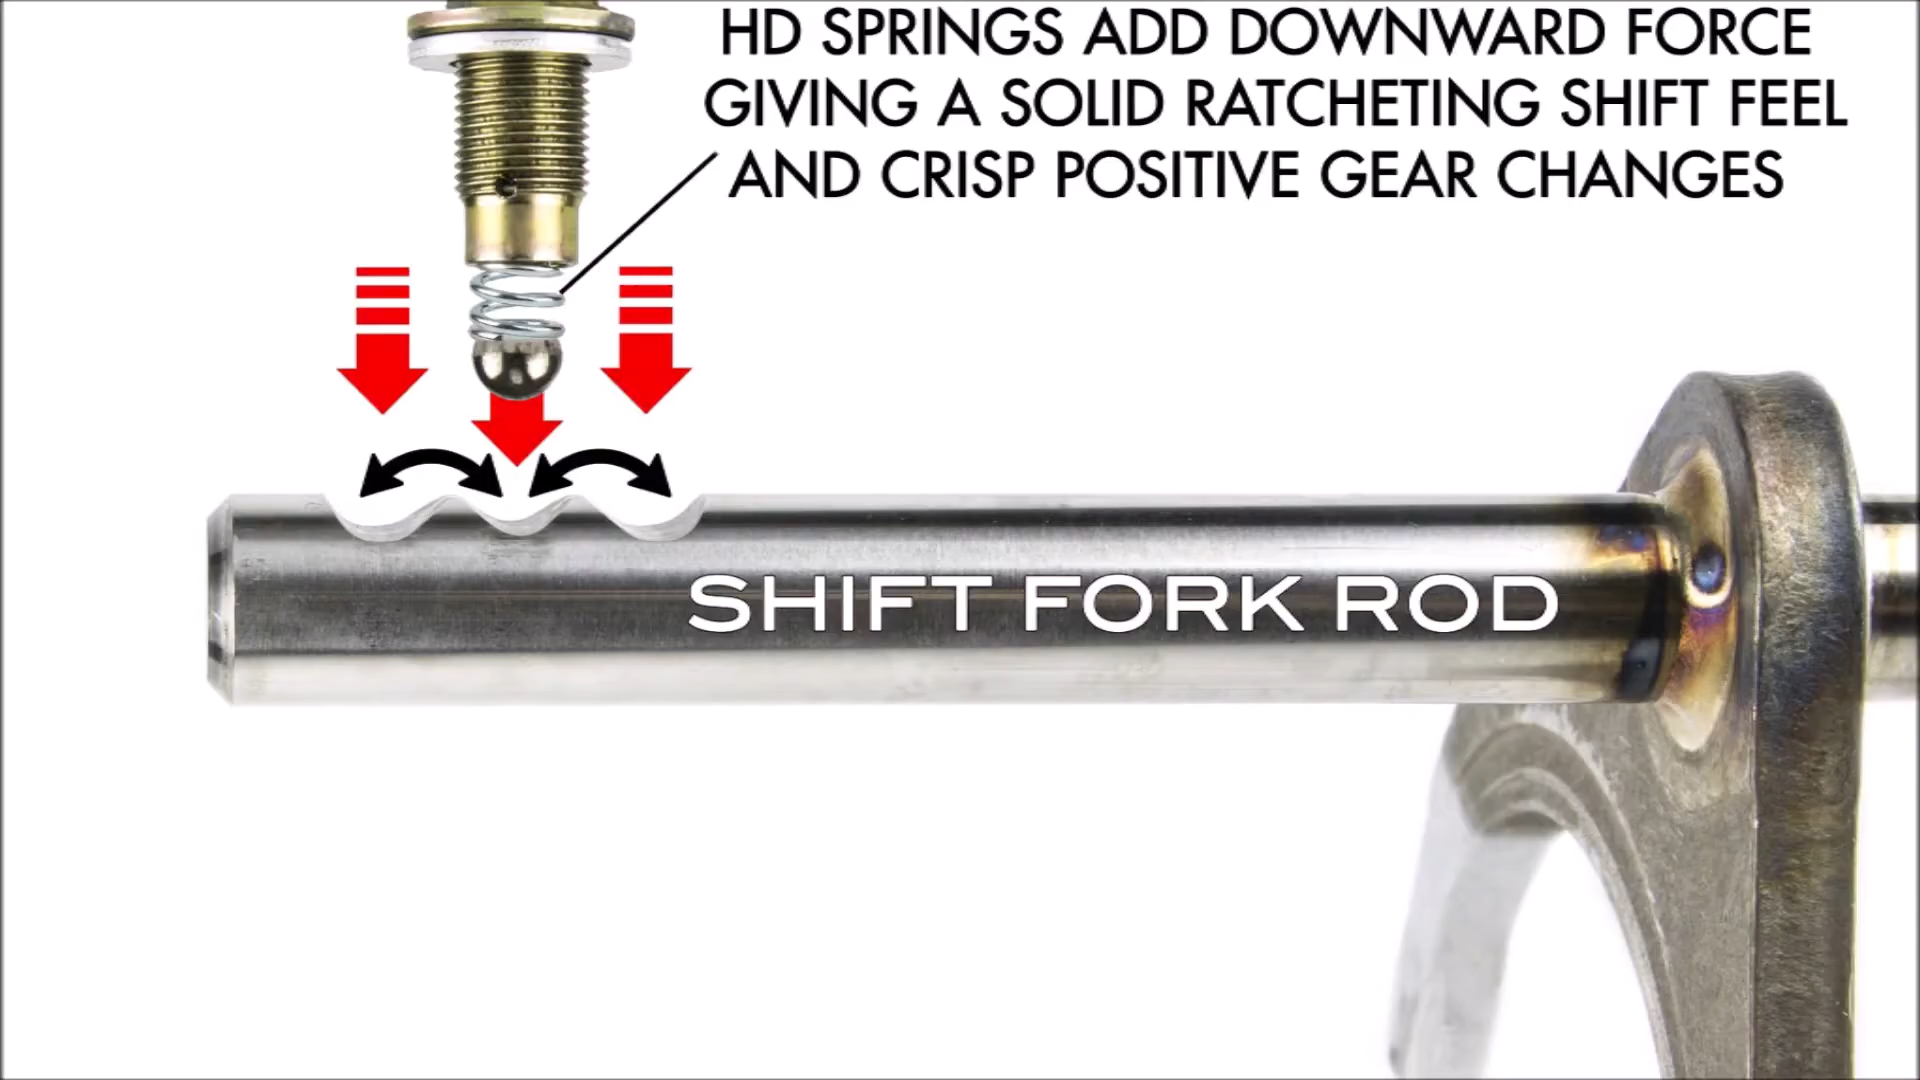 HD SPRINGS ADD DOWNWARD FORCE
GIVING A SOLID RATCHETING SHIFT FEEL
AND CRISP POSITIVE GEAR CHANGES
SHIFT FORK ROD